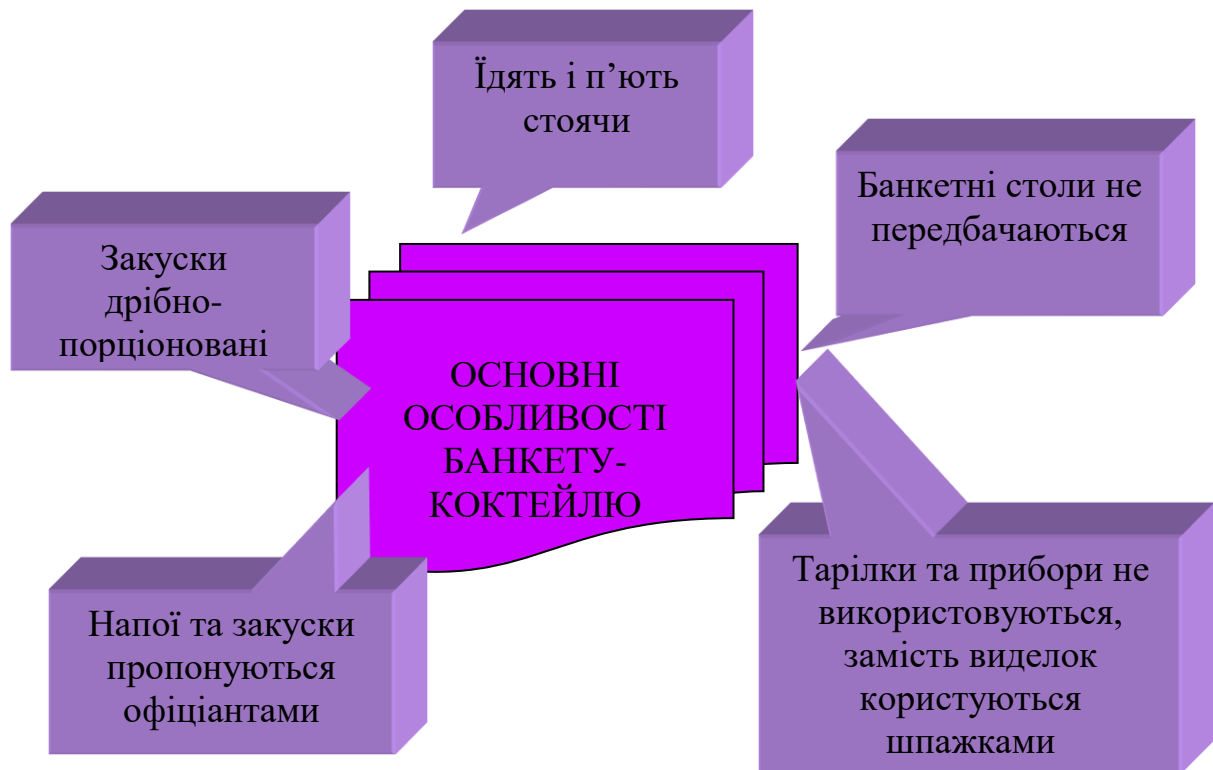 Їдять і п’ють
стоячи
Банкетні столи не
передбачаються
Закуски
дрібно-
порціоновані
ОСНОВНІ
ОСОБЛИВОСТІ
БАНКЕТУ-
КОКТЕЙЛЮ
Напої та закуски
пропонуються
офіціантами
Тарілки та прибори не
використовуються,
замість виделок
користуються
шпажками